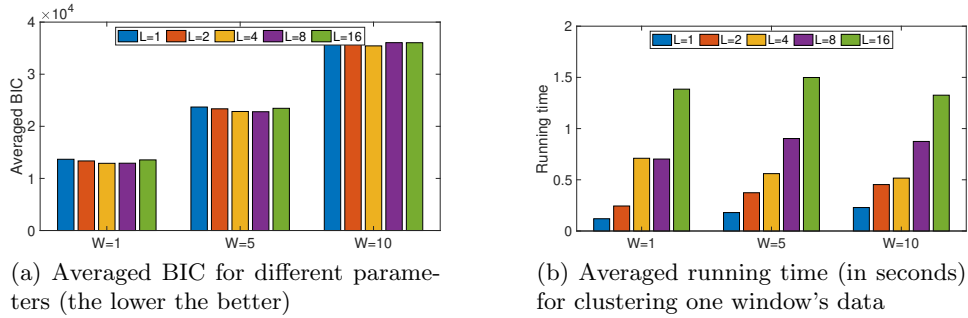 ×10⁴
4
3
2
1
0
Averaged BIC
L=1 L=2 L=4 L=8 L=16
W=1 W=5 W=10
(a) Averaged BIC for different parame-
ters (the lower the better)
2
1.5
1
0.5
0
Running time
L=1 L=2 L=4 L=8 L=16
W=1 W=5 W=10
(b) Averaged running time (in seconds)
for clustering one window's data